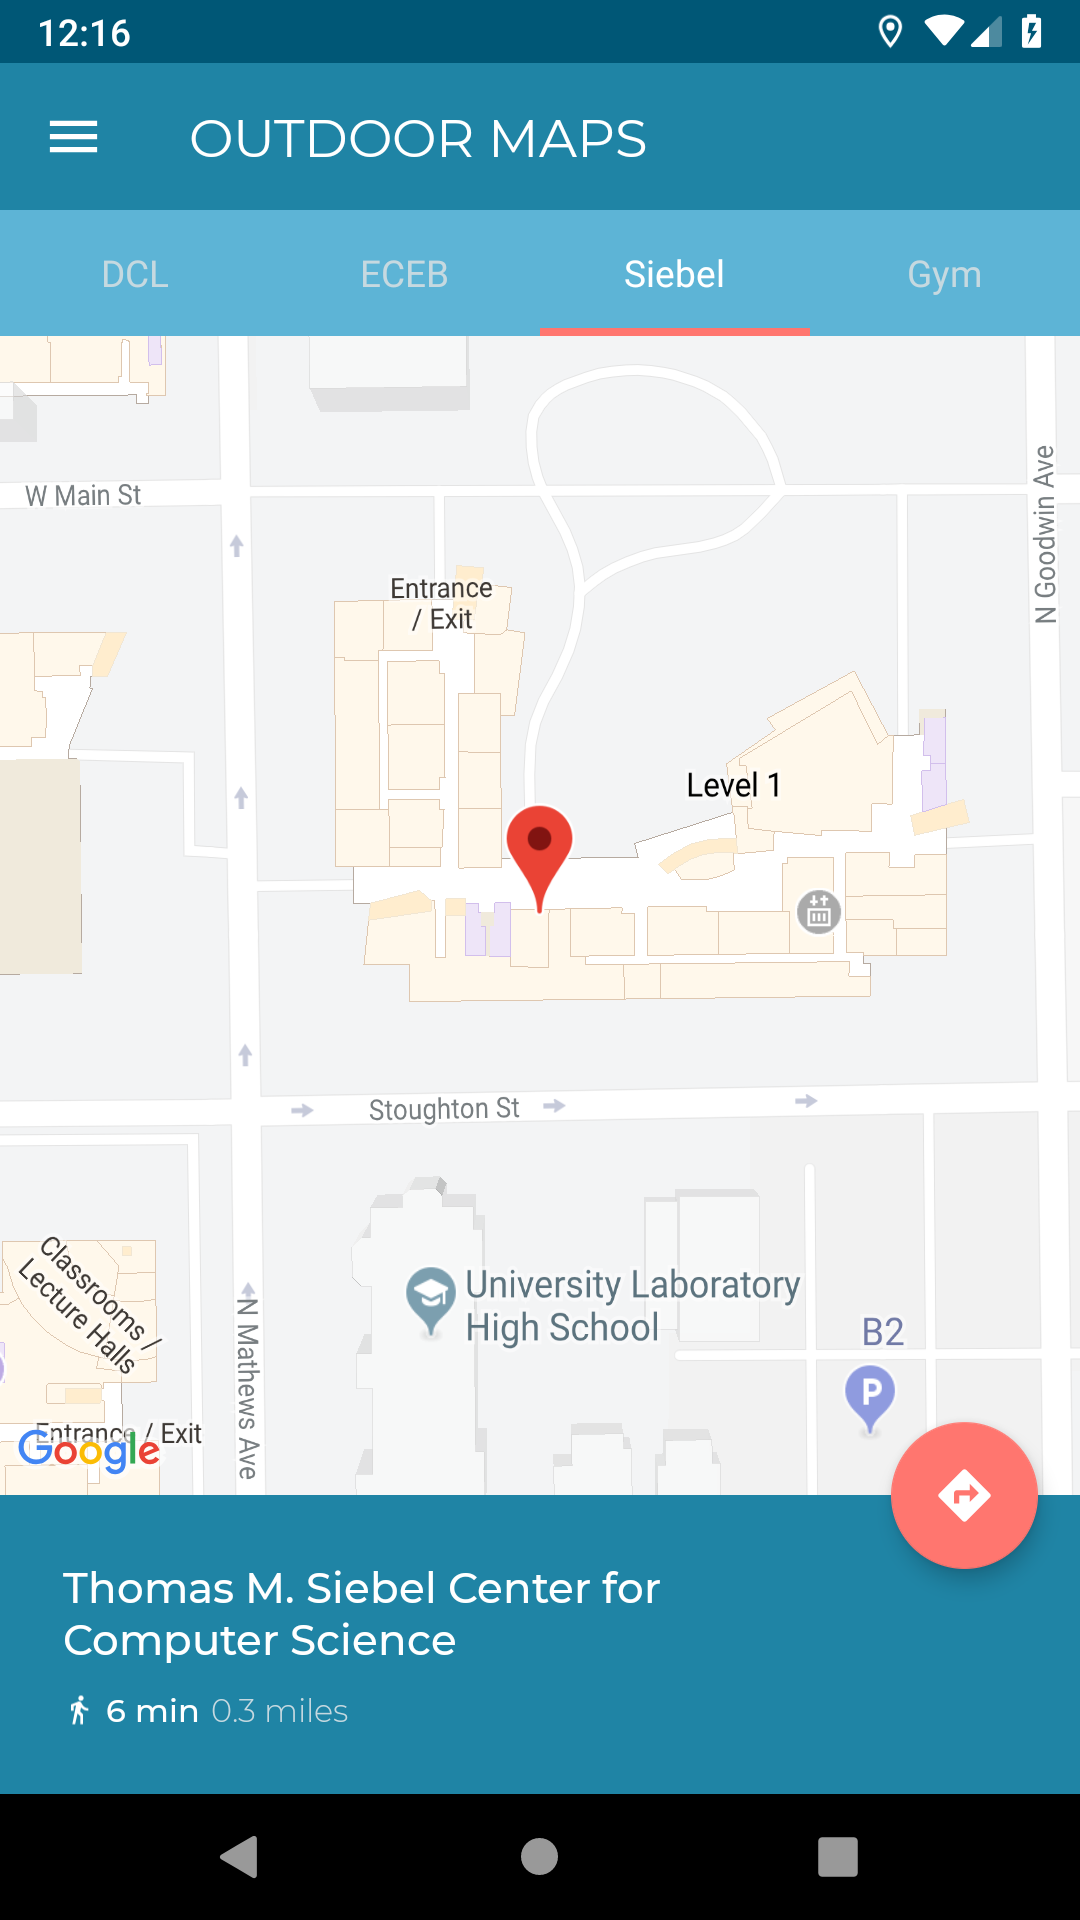 12:16
OUTDOOR MAPS
DCL
ECEB
Siebel
Gym
W Main St
N Goodwin Ave
Entrance
/ Exit
Level 1
Stoughton St
Classrooms /
Lecture Halls
University Laboratory
High School
N Mathews Ave
B2
P
Entrance / Exit
Google
Thomas M. Siebel Center for
Computer Science
6 min 0.3 miles